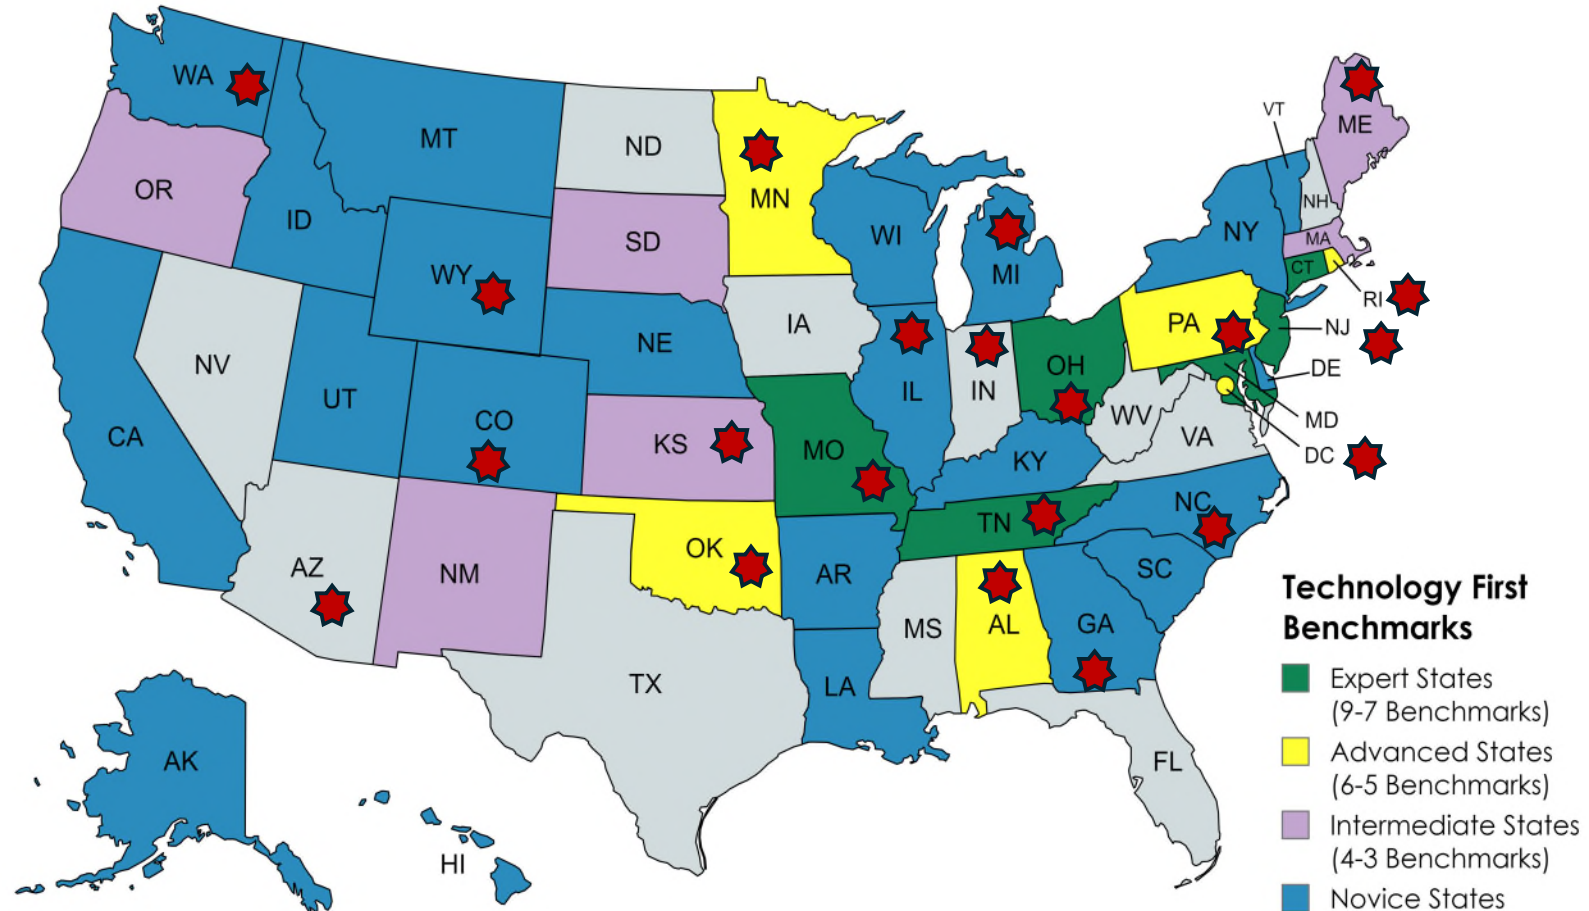 WA
MT
ND
MN
VT
ME
OR
ID
SD
WI
NY
NH
MA
CT
WY
MI
RI
NV
NE
IA
PA
NJ
UT
CO
IL
IN
OH
DE
CA
KS
MO
WV
VA
MD
DC
KY
AZ
NM
OK
AR
TN
NC
SC
MS
AL
GA
TX
LA
FL
AK
HI
Technology First
Benchmarks
Expert States
(9-7 Benchmarks)
Advanced States
(6-5 Benchmarks)
Intermediate States
(4-3 Benchmarks)
Novice States